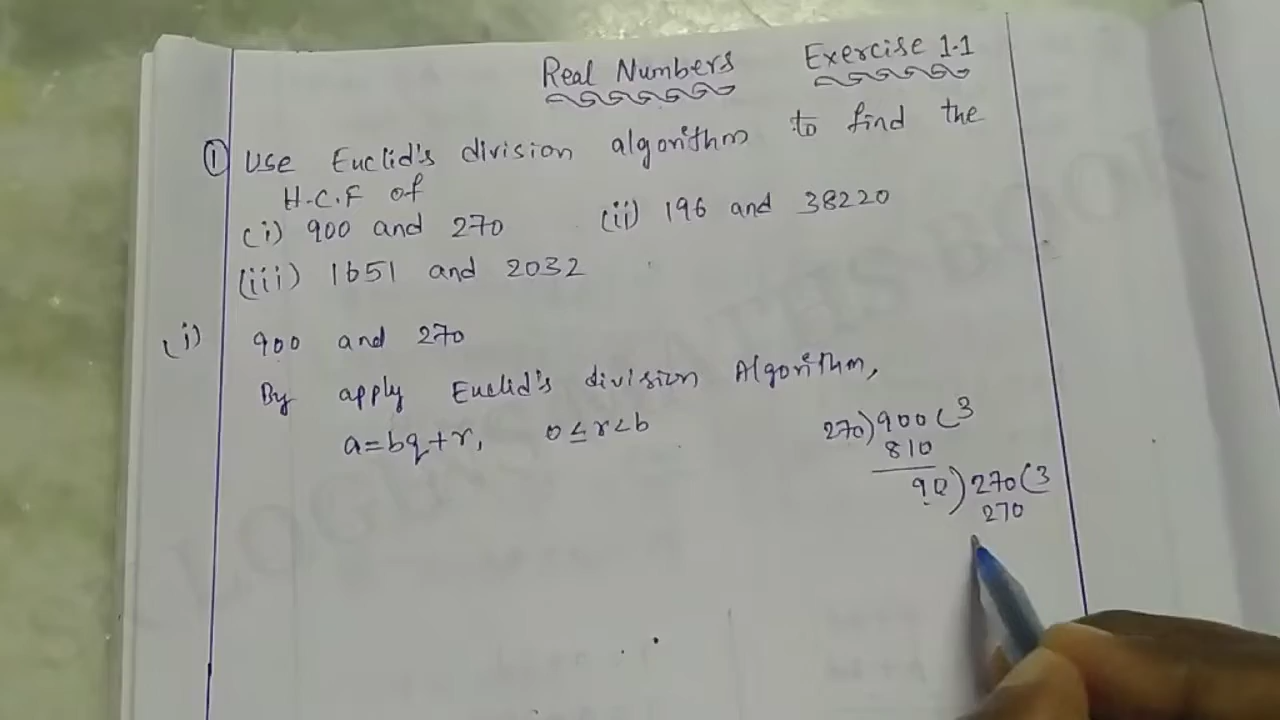 Real Numbers Exercise 1.1
① Use Euclid's division algorithm to find the
H.C.F of
(i) 900 and 270 (ii) 196 and 38220
(iii) 1651 and 2032
(i) 900 and 270
By apply Euclid's division Algorithm,
a=bq+r, 0≤r<b
270)900(3
810
90)270(3
270